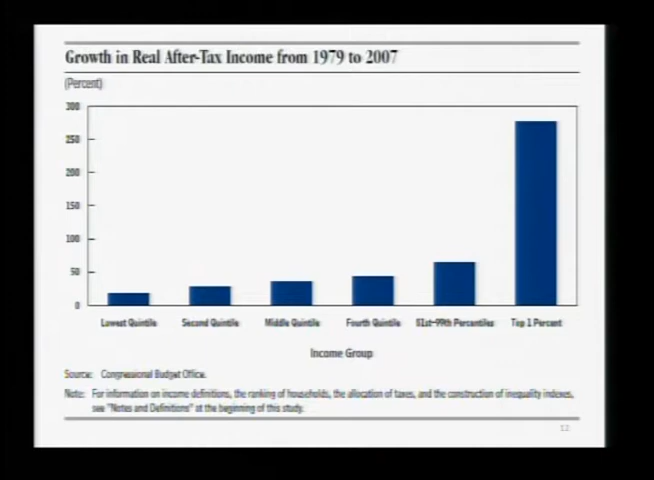 Growth in Real After-Tax Income from 1979 to 2007
(Percent)
300
250
200
150
100
50
0
Lowest Quintile Second Quintile Middle Quintile Fourth Quintile 81st–99th Percentiles Top 1 Percent
Income Group
Source: Congressional Budget Office.
Note: For information on income definitions, the ranking of households, the allocation of taxes, and the construction of inequality indexes,
see "Notes and Definitions" at the beginning of this study.